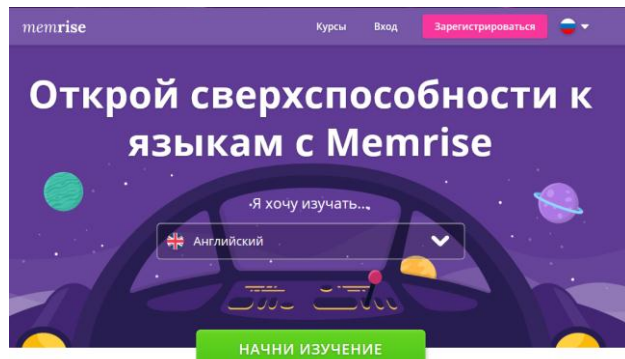 memrise
Курсы Вход Зарегистрироваться
Открой сверхспособности к
языкам с Memrise
Я хочу изучать...
Английский
НАЧНИ ИЗУЧЕНИЕ